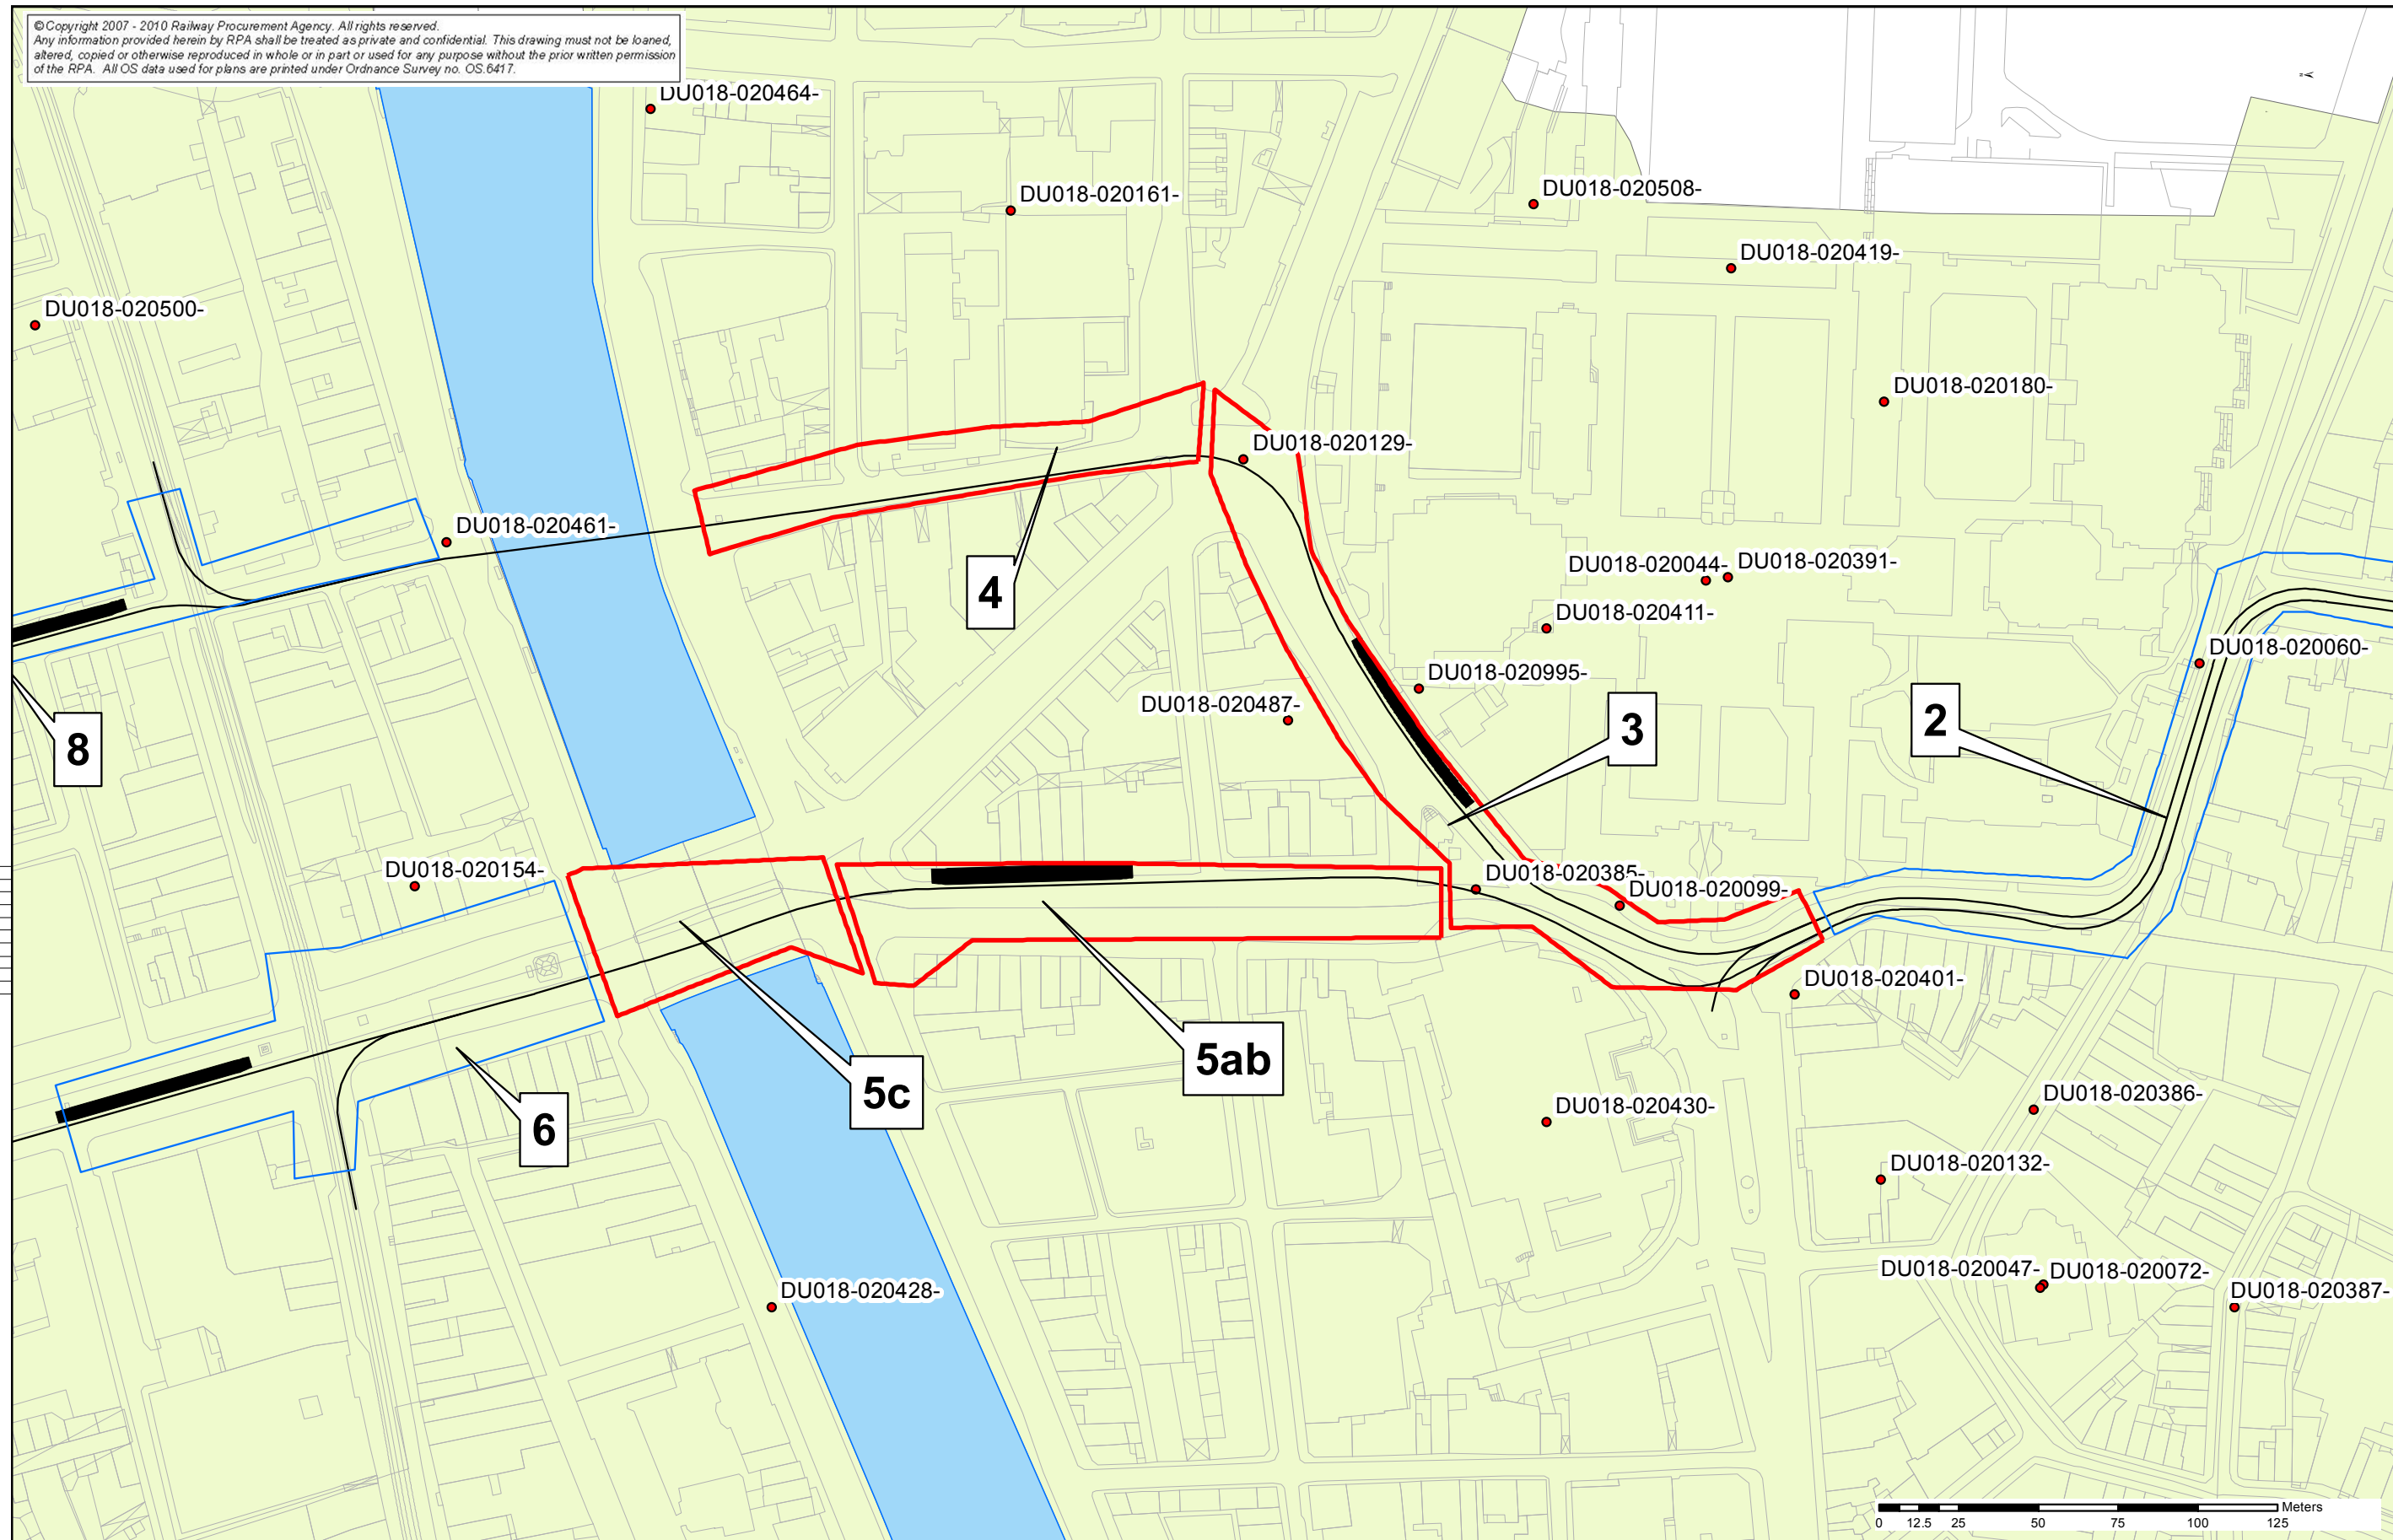 ©Copyright 2007 - 2010 Railway Procurement Agency. All rights reserved.
Any information provided herein by RPA shall be treated as private and confidential. This drawing must not be loaned,
altered, copied or otherwise reproduced in whole or in part or used for any purpose without the prior written permission
of the RPA. All OS data used for plans are printed under Ordnance Survey no. OS.6417.
DU018-020464-
DU018-020161-
DU018-020508-
DU018-020419-
DU018-020500-
DU018-020180-
DU018-020129-
DU018-020461-
DU018-020044-
DU018-020391-
4
DU018-020411-
DU018-020060-
DU018-020995-
DU018-020487-
3
2
8
DU018-020154-
DU018-020385-
DU018-020099-
DU018-020401-
5ab
5c
6
DU018-020430-
DU018-020386-
DU018-020132-
DU018-020047-
DU018-020072-
DU018-020428-
DU018-020387-
Meters
0 12.5 25 50 75 100 125